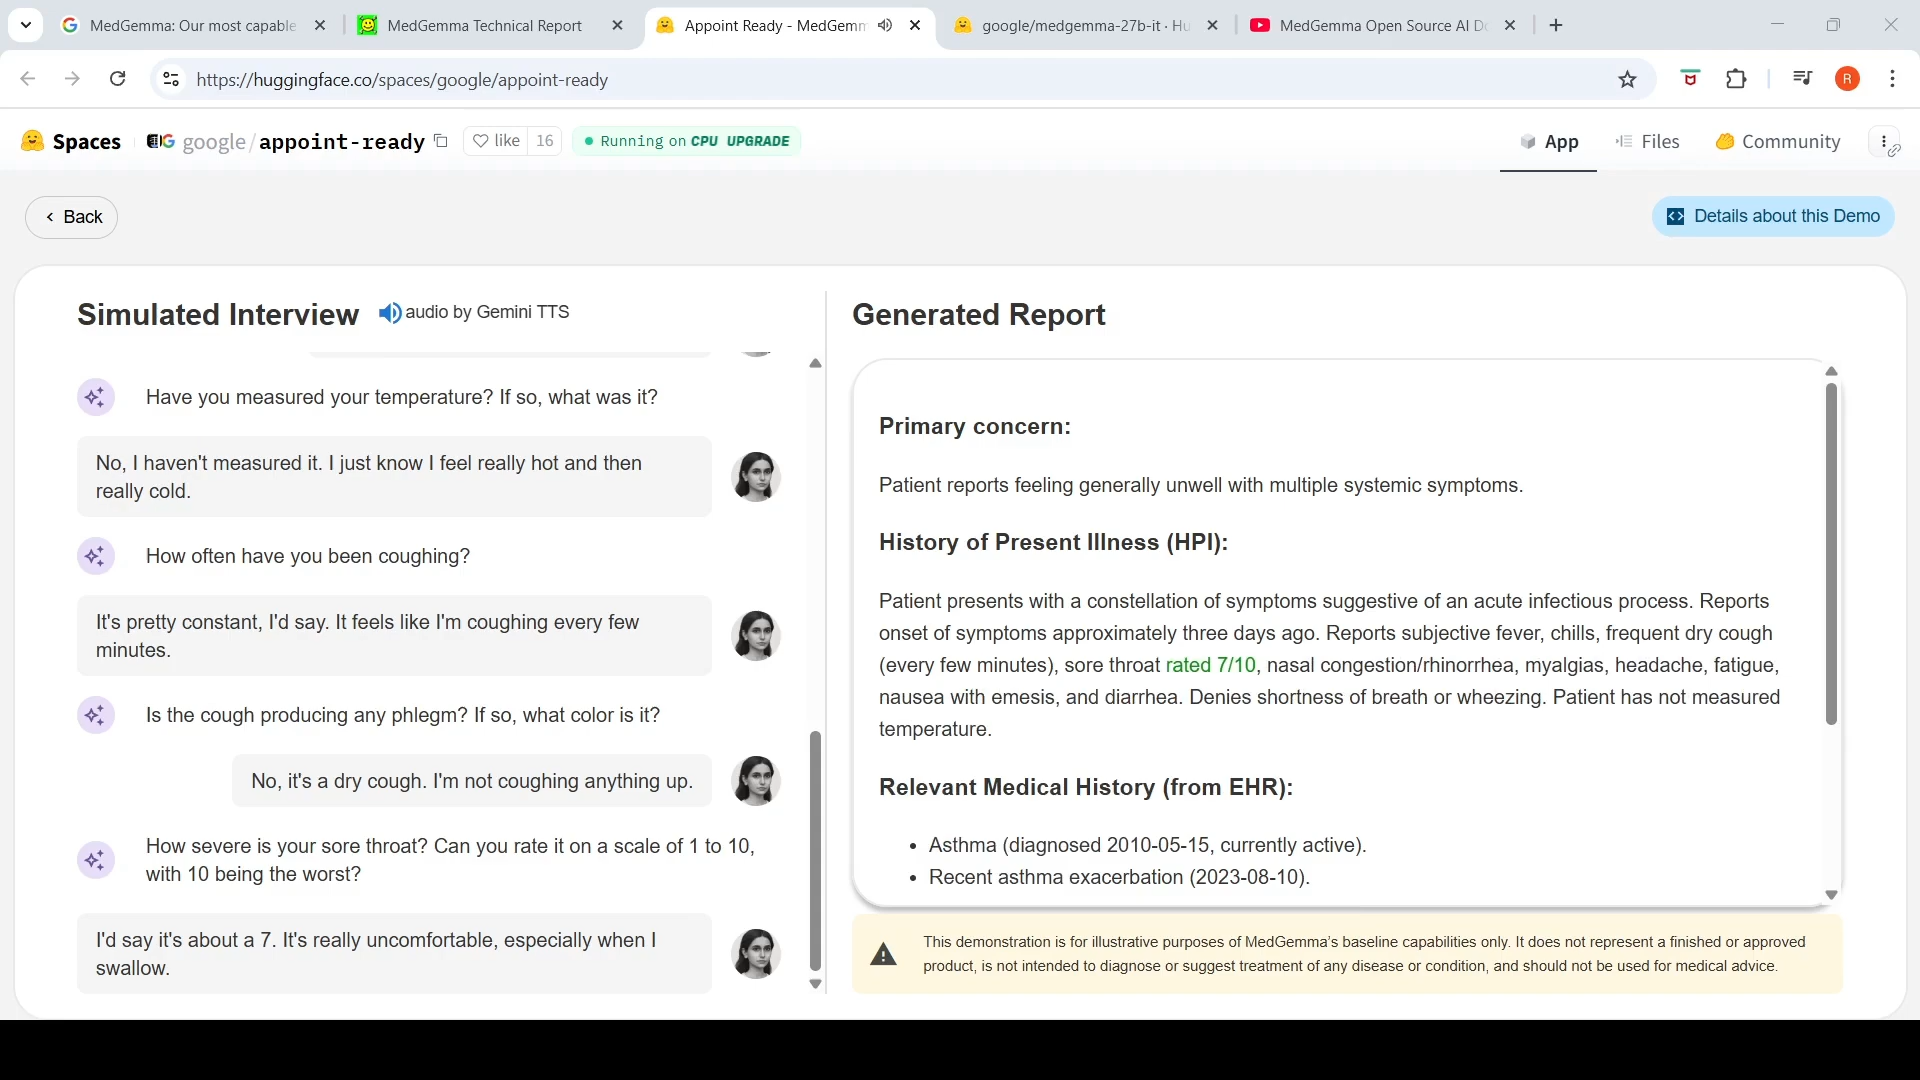 MedGemma: Our most capable
MedGemma Technical Report
Appoint Ready - MedGemm
google/medgemma-27b-it · Hu
MedGemma Open Source AI De
https://huggingface.co/spaces/google/appoint-ready
R
Spaces
google/appoint-ready
like 16
Running on CPU UPGRADE
App
Files
Community
Back
Details about this Demo
Simulated Interview
audio by Gemini TTS
Have you measured your temperature? If so, what was it?
No, I haven't measured it. I just know I feel really hot and then
really cold.
How often have you been coughing?
It's pretty constant, I'd say. It feels like I'm coughing every few
minutes.
Is the cough producing any phlegm? If so, what color is it?
No, it's a dry cough. I'm not coughing anything up.
How severe is your sore throat? Can you rate it on a scale of 1 to 10,
with 10 being the worst?
I'd say it's about a 7. It's really uncomfortable, especially when I
swallow.
Generated Report
Primary concern:
Patient reports feeling generally unwell with multiple systemic symptoms.
History of Present Illness (HPI):
Patient presents with a constellation of symptoms suggestive of an acute infectious process. Reports
onset of symptoms approximately three days ago. Reports subjective fever, chills, frequent dry cough
(every few minutes), sore throat rated 7/10, nasal congestion/rhinorrhea, myalgias, headache, fatigue,
nausea with emesis, and diarrhea. Denies shortness of breath or wheezing. Patient has not measured
temperature.
Relevant Medical History (from EHR):
• Asthma (diagnosed 2010-05-15, currently active).
• Recent asthma exacerbation (2023-08-10).
This demonstration is for illustrative purposes of MedGemma's baseline capabilities only. It does not represent a finished or approved
product, is not intended to diagnose or suggest treatment of any disease or condition, and should not be used for medical advice.